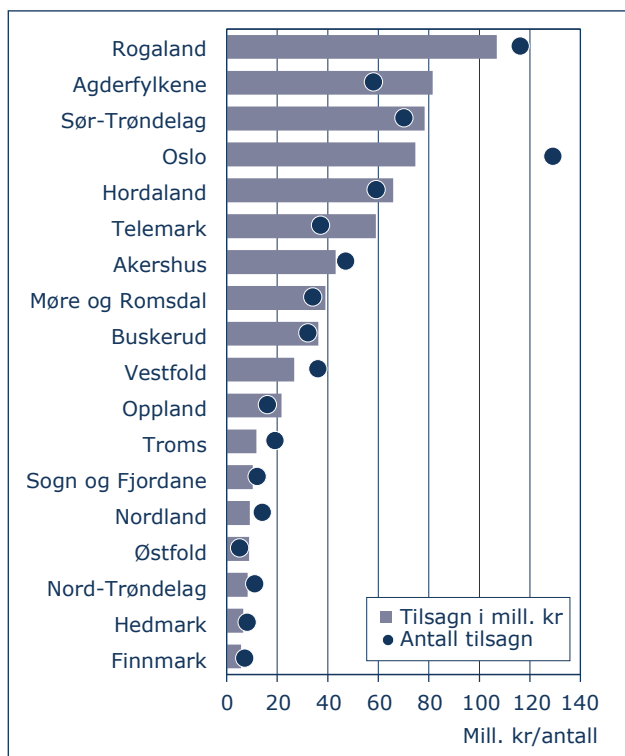 Rogaland
Agderfylkene
Sør-Trøndelag
Oslo
Hordaland
Telemark
Akershus
Møre og Romsdal
Buskerud
Vestfold
Oppland
Troms
Sogn og Fjordane
Nordland
Østfold
Nord-Trøndelag
Hedmark
Finnmark
Tilsagn i mill. kr
Antall tilsagn
0 20 40 60 80 100 120 140
Mill. kr/antall